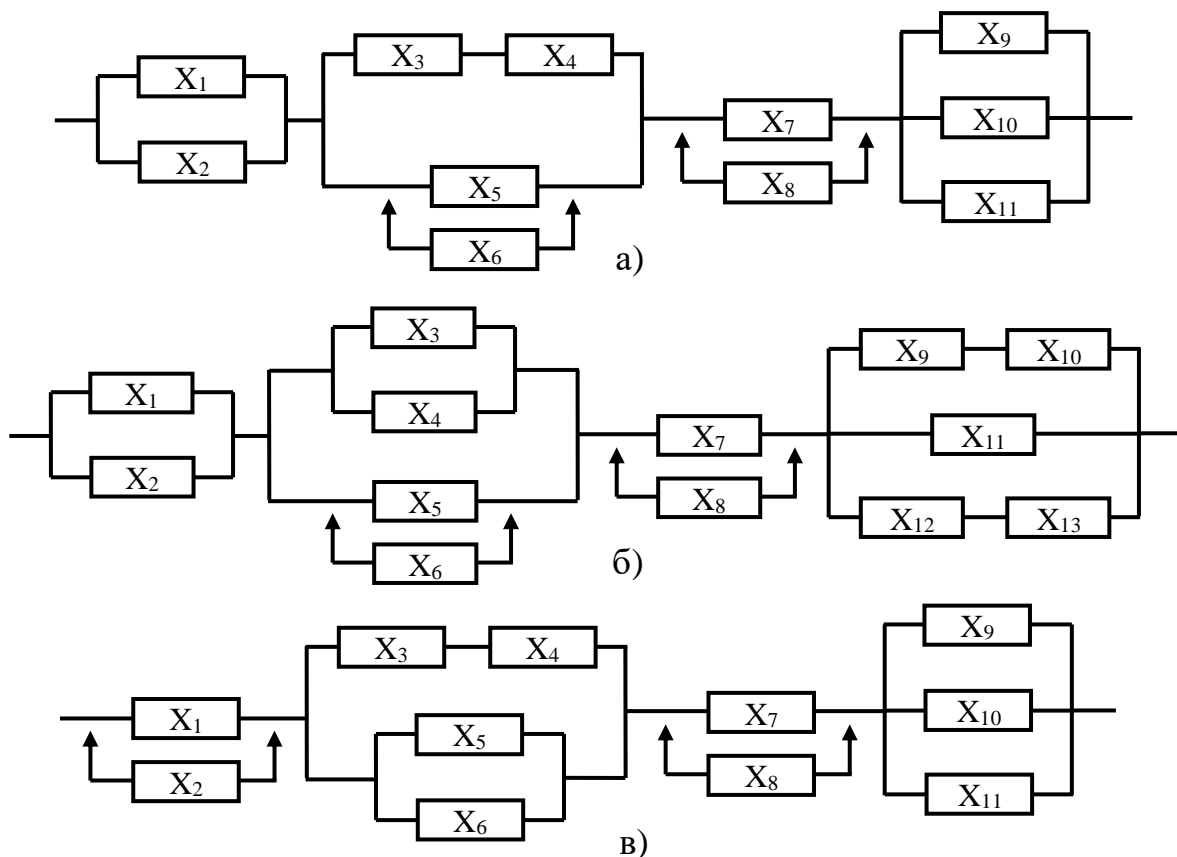 X₃ X₄ X₉
X₁
X₇ X₁₀
X₂
X₅ X₈
X₁₁
X₆
а)
X₃
X₉ X₁₀
X₁
X₄
X₇ X₁₁
X₂
X₅ X₈
X₁₂ X₁₃
X₆
б)
X₉
X₃ X₄
X₁ X₇ X₁₀
X₅
X₂ X₈
X₁₁
X₆
в)